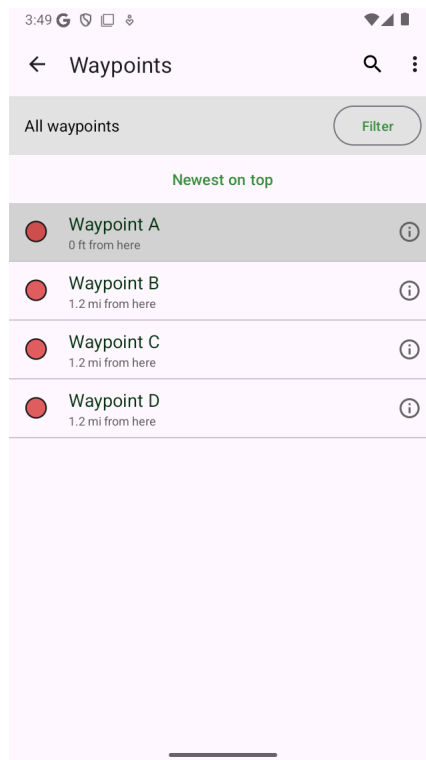 3:49
Waypoints
All waypoints
Filter
Newest on top
Waypoint A
0 ft from here
Waypoint B
1.2 mi from here
Waypoint C
1.2 mi from here
Waypoint D
1.2 mi from here